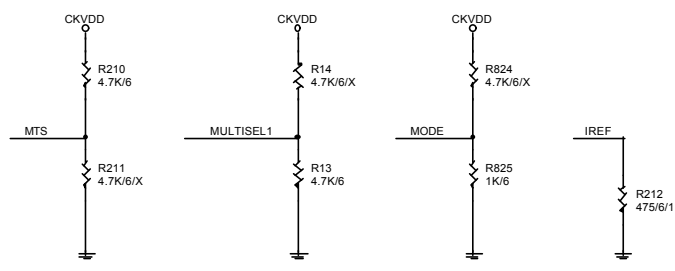 CKVDD CKVDD CKVDD
R210
4.7K/6
R14
4.7K/6/X
R824
4.7K/6/X
MTS MULTISEL1 MODE IREF
R211
4.7K/6/X
R13
4.7K/6
R825
1K/6
R212
475/6/1